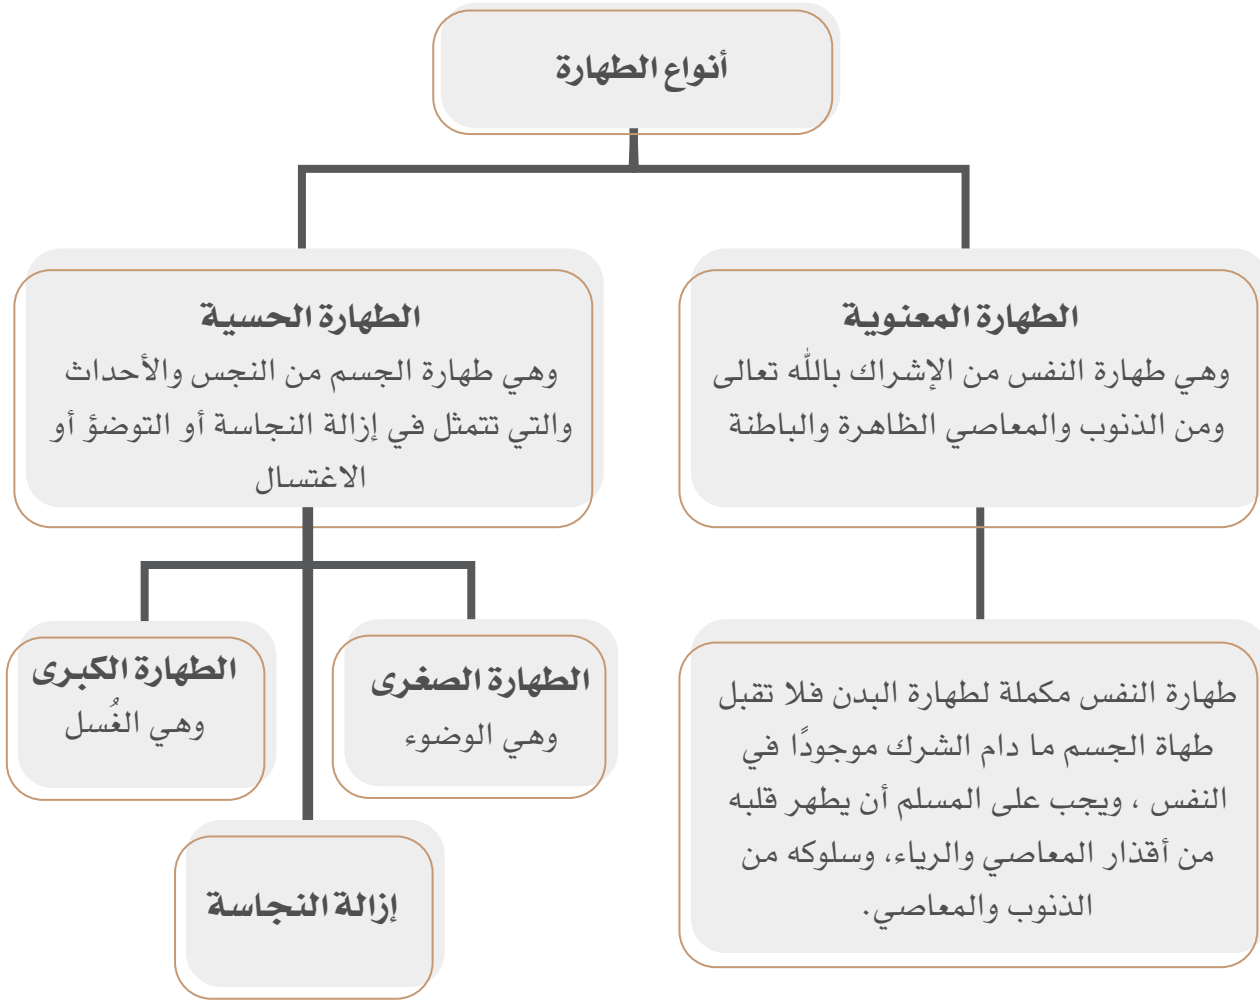 أنواع الطهارة
الطهارة المعنوية
وهي طهارة النفس من الإشراك بالله تعالى
ومن الذنوب والمعاصي الظاهرة والباطنة
طهارة النفس مكملة لطهارة البدن فلا تقبل
طهاة الجسم ما دام الشرك موجودًا في
النفس ، ويجب على المسلم أن يطهر قلبه
من أقذار المعاصي والرياء، وسلوكه من
الذنوب والمعاصي.
الطهارة الحسية
وهي طهارة الجسم من النجس والأحداث
والتي تتمثل في إزالة النجاسة أو التوضؤ أو
الاغتسال
الطهارة الصغرى
وهي الوضوء
الطهارة الكبرى
وهي الغُسل
إزالة النجاسة